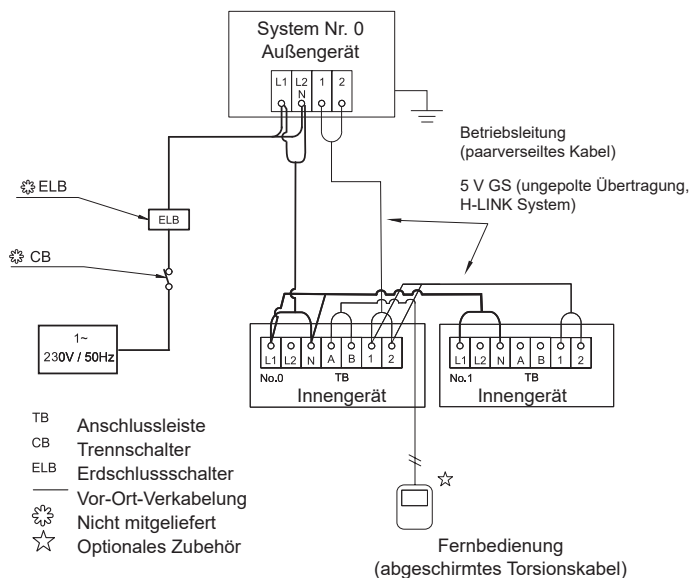 System Nr. 0
Außengerät
L1 L2 N 1 2
Betriebsleitung
(paarverseiltes Kabel)
5 V GS (ungepolte Übertragung,
H-LINK System)
ELB
ELB
CB
1~
230V / 50Hz
L1 L2 N A B 1 2
No.0 TB
Innengerät
L1 L2 N A B 1 2
No.1 TB
Innengerät
TB Anschlussleiste
CB Trennschalter
ELB Erdschlussschalter
Vor-Ort-Verkabelung
Nicht mitgeliefert
Optionales Zubehör
Fernbedienung
(abgeschirmtes Torsionskabel)